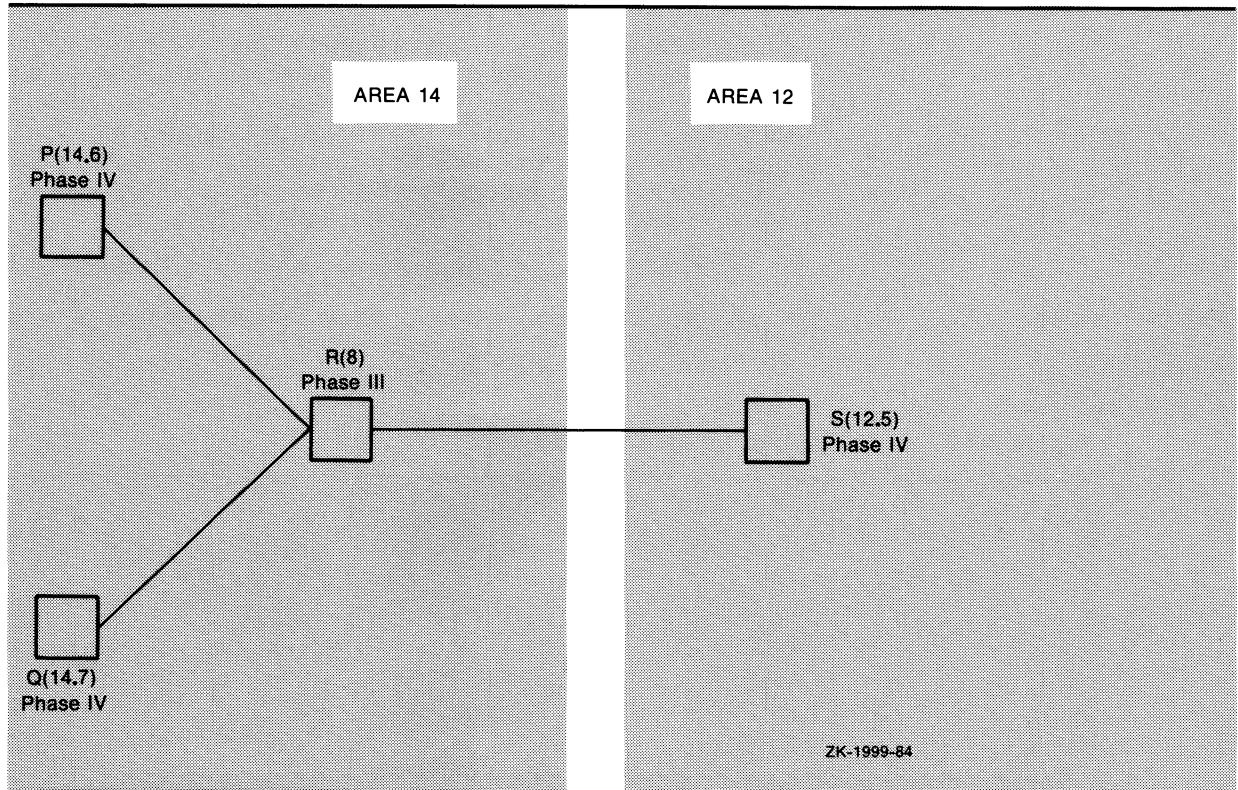 AREA 14
AREA 12
P(14.6)
Phase IV
R(8)
Phase III
S(12.5)
Phase IV
Q(14.7)
Phase IV
ZK-1999-84